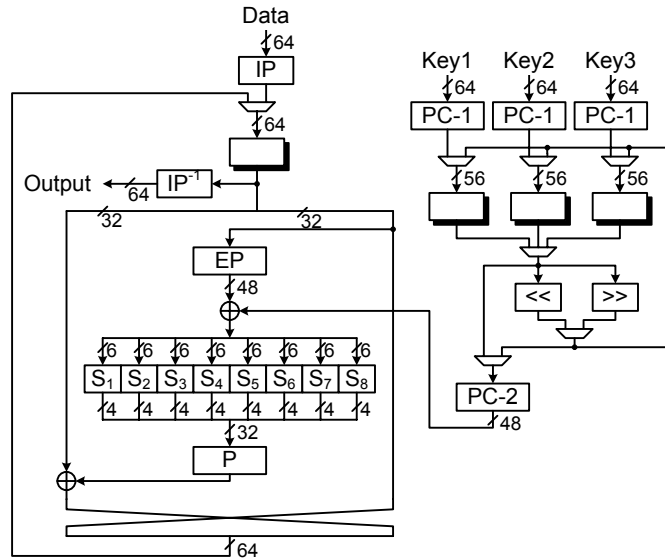 Data
64
IP
64
Output
64
IP-1
32
32
EP
48
6 6 6 6 6 6 6 6
S1 S2 S3 S4 S5 S6 S7 S8
4 4 4 4 4 4 4 4
32
P
64
Key1 Key2 Key3
64 64 64
PC-1 PC-1 PC-1
56 56 56
<< >>
PC-2
48